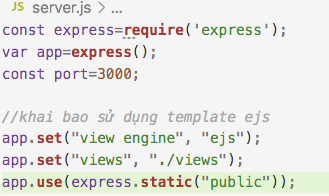 JS server.js > ...
const express=require('express');
var app=express();
const port=3000;
//khai bao sử dụng template ejs
app.set("view engine", "ejs");
app.set("views", "./views");
app.use(express.static("public"));